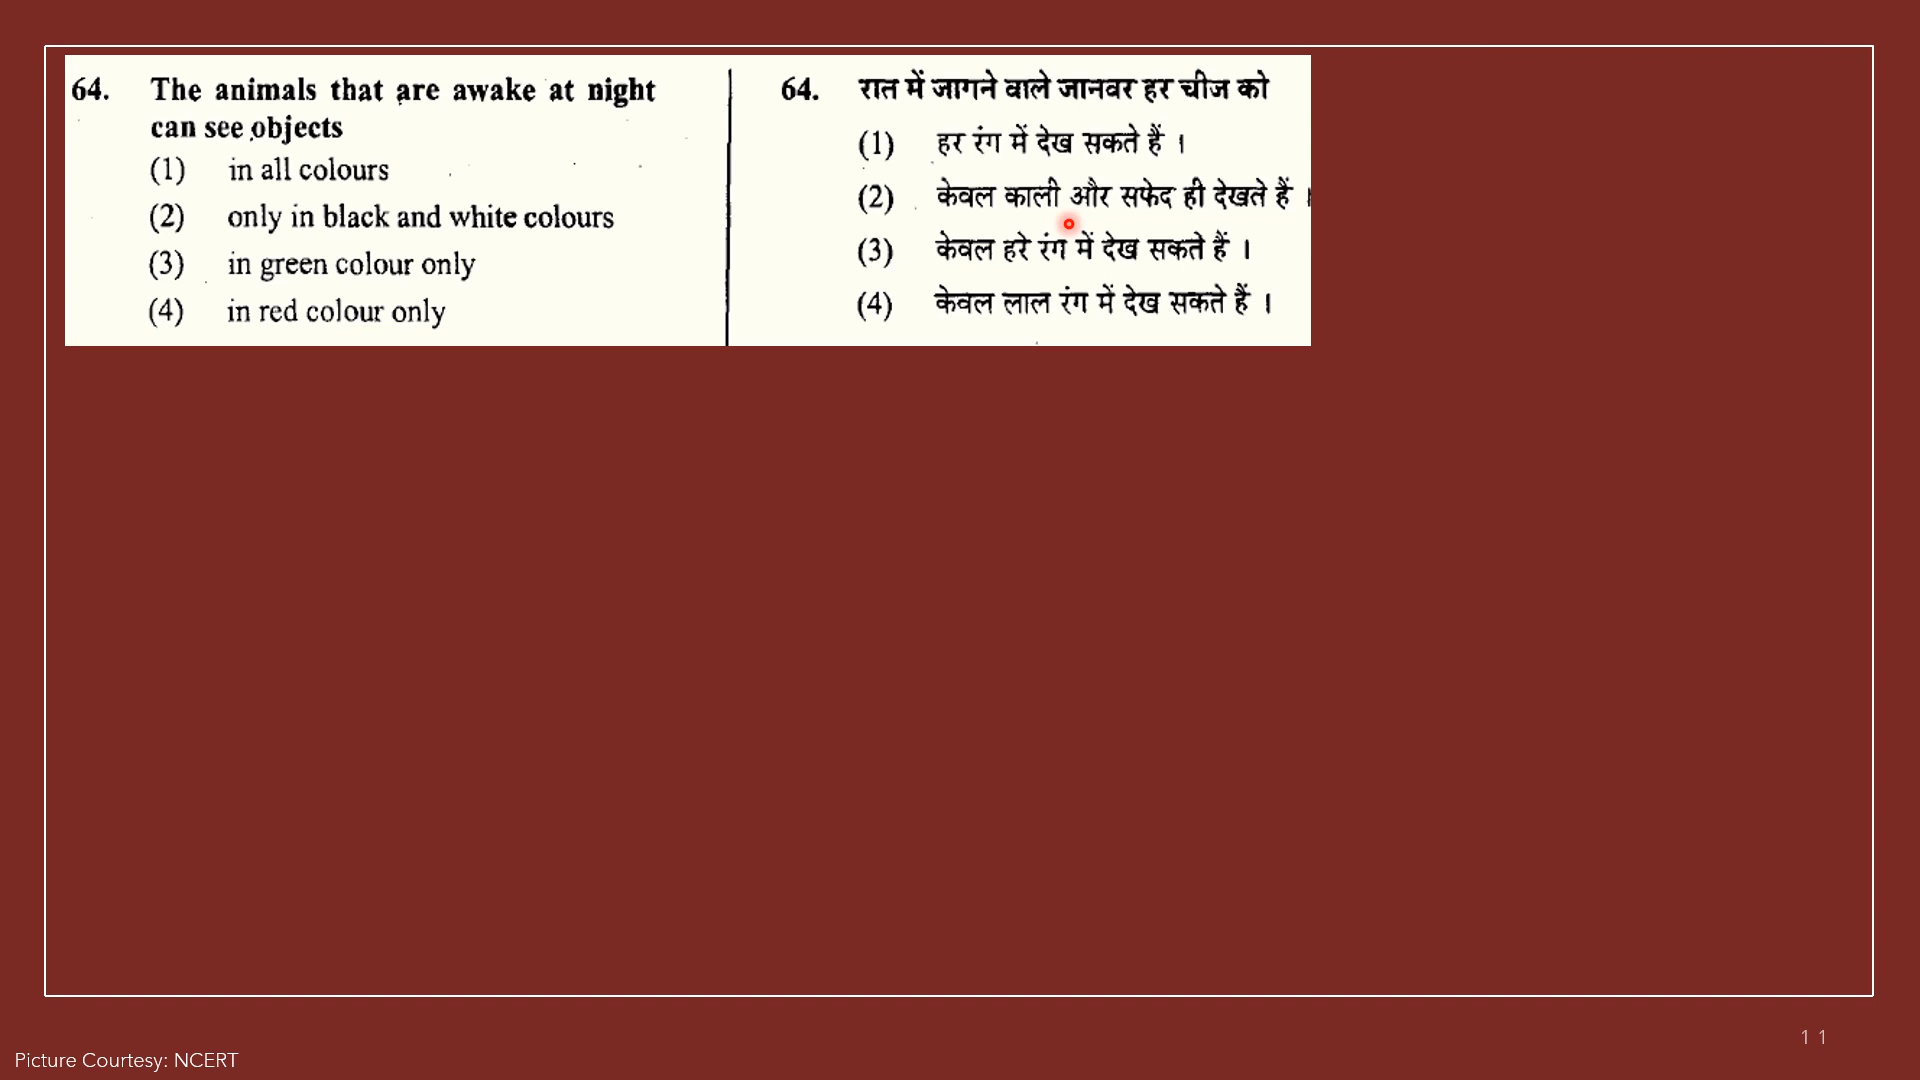 64. The animals that are awake at night
can see objects
(1) in all colours
(2) only in black and white colours
(3) in green colour only
(4) in red colour only
64. रात में जागने वाले जानवर हर चीज को
(1) हर रंग में देख सकते हैं ।
(2) केवल काली और सफेद ही देखते हैं ।
(3) केवल हरे रंग में देख सकते हैं ।
(4) केवल लाल रंग में देख सकते हैं ।
11
Picture Courtesy: NCERT